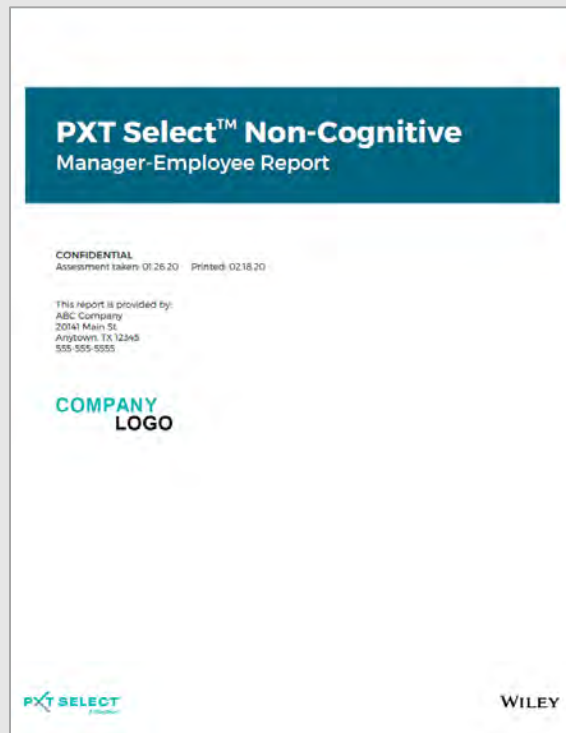 PXT Select™ Non-Cognitive
Manager-Employee Report
CONFIDENTIAL
Assessment taken: 01.26.20 Printed: 02.18.20
This report is provided by:
ABC Company
20141 Main St.
Anytown, TX 12345
555-555-5555
COMPANY
LOGO
PXT SELECT
WILEY